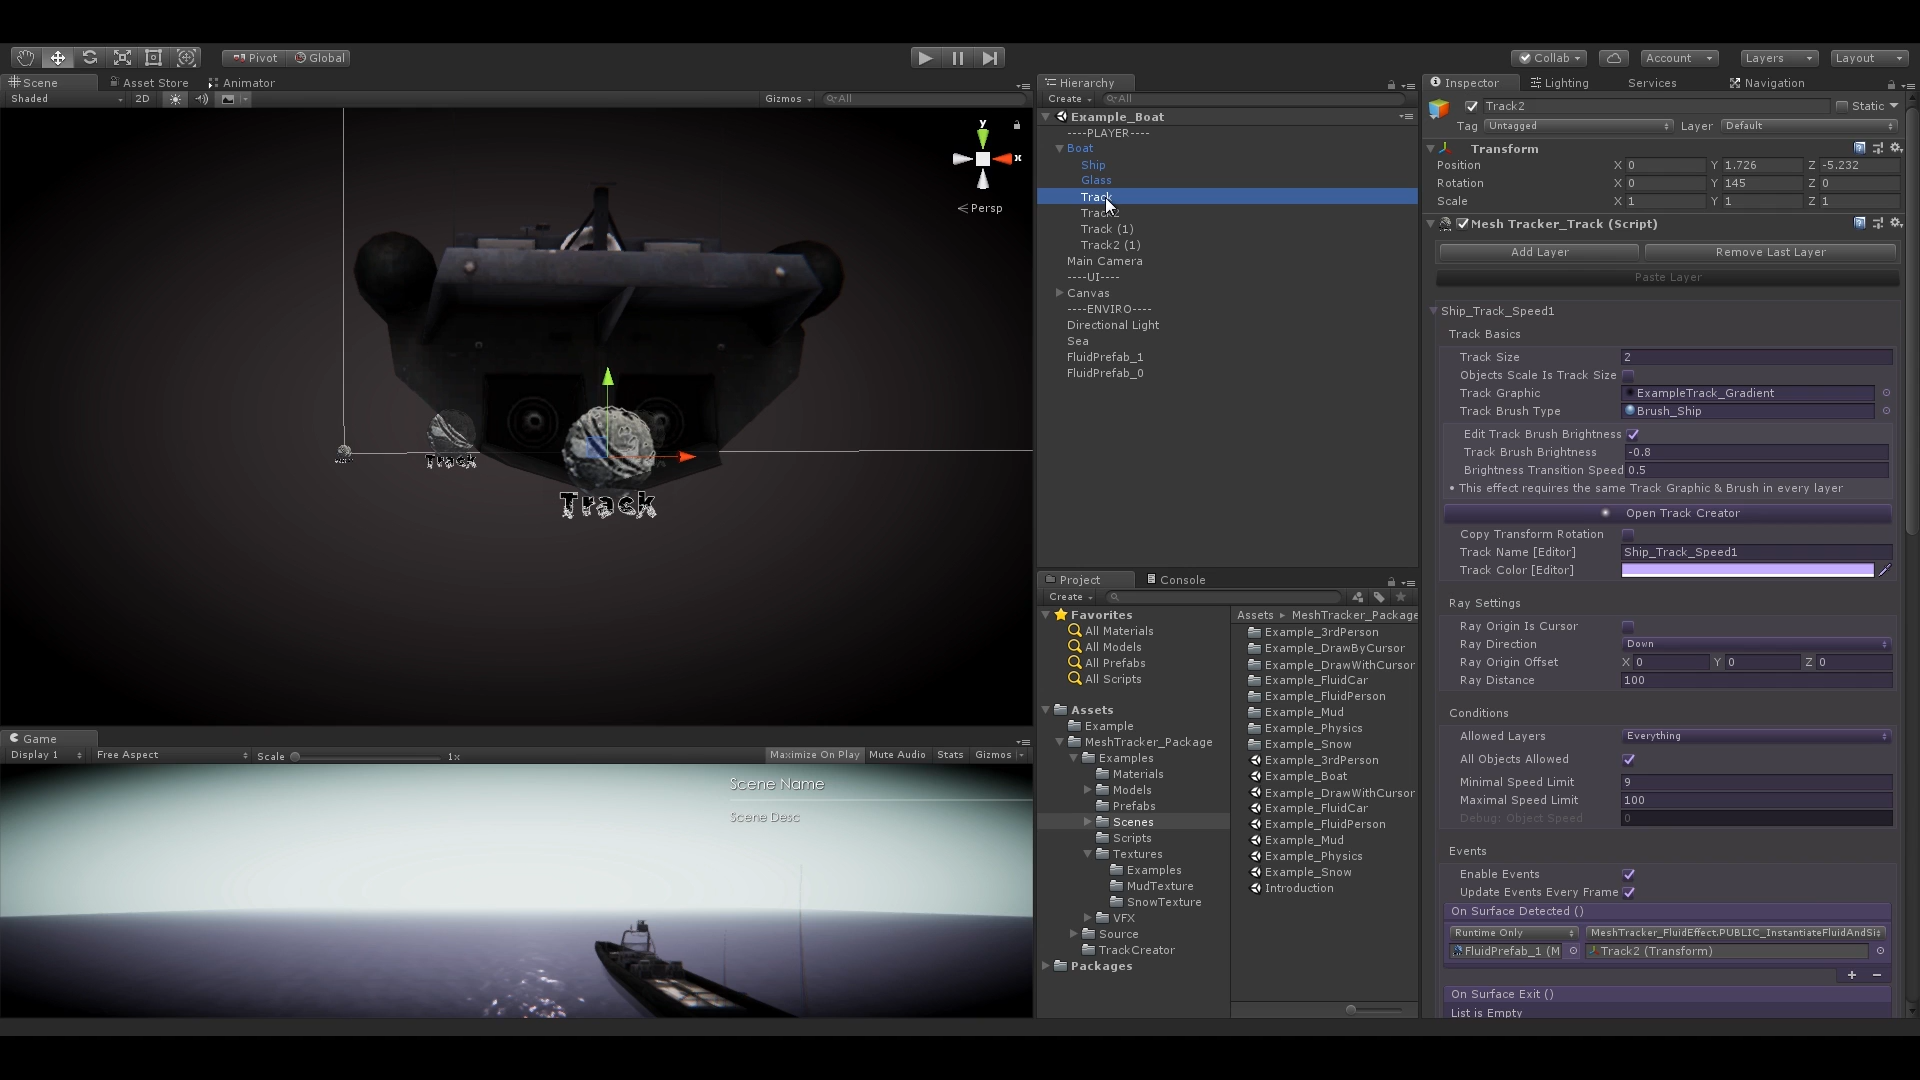 Pivot Global Collab Account Layers Layout
Scene Asset Store Animator
Shaded 2D Gizmos All
y
x
Persp
Track
Track
Game
Display 1 Free Aspect Scale 1x Maximize On Play Mute Audio Stats Gizmos
Scene Name
Scene Desc
Hierarchy
Create All
Example_Boat
----PLAYER----
Boat
Ship
Glass
Track
Track2
Track (1)
Track2 (1)
Main Camera
----UI----
Canvas
----ENVIRO----
Directional Light
Sea
FluidPrefab_1
FluidPrefab_0
Project Console
Create
Favorites
All Materials
All Models
All Prefabs
All Scripts
Assets
Example
MeshTracker_Package
Examples
Materials
Models
Prefabs
Scenes
Scripts
Textures
Examples
MudTexture
SnowTexture
VFX
Source
TrackCreator
Packages
Assets ▸ MeshTracker_Package
Example_3rdPerson
Example_DrawByCursor
Example_DrawWithCursor
Example_FluidCar
Example_FluidPerson
Example_Mud
Example_Physics
Example_Snow
Example_3rdPerson
Example_Boat
Example_DrawWithCursor
Example_FluidCar
Example_FluidPerson
Example_Mud
Example_Physics
Example_Snow
Introduction
Inspector Lighting Services Navigation
Track2 Static
Tag Untagged Layer Default
Transform
Position X 0 Y 1.726 Z -5.232
Rotation X 0 Y 145 Z 0
Scale X 1 Y 1 Z 1
Mesh Tracker_Track (Script)
Add Layer Remove Last Layer
Paste Layer
Ship_Track_Speed1
Track Basics
Track Size 2
Objects Scale Is Track Size
Track Graphic ExampleTrack_Gradient
Track Brush Type Brush_Ship
Edit Track Brush Brightness
Track Brush Brightness -0.8
Brightness Transition Speed 0.5
• This effect requires the same Track Graphic & Brush in every layer
Open Track Creator
Copy Transform Rotation
Track Name [Editor] Ship_Track_Speed1
Track Color [Editor]
Ray Settings
Ray Origin Is Cursor
Ray Direction Down
Ray Origin Offset X 0 Y 0 Z 0
Ray Distance 100
Conditions
Allowed Layers Everything
All Objects Allowed
Minimal Speed Limit 9
Maximal Speed Limit 100
Debug: Object Speed 0
Events
Enable Events
Update Events Every Frame
On Surface Detected ()
Runtime Only MeshTracker_FluidEffect.PUBLIC_InstantiateFluidAndSi
FluidPrefab_1 (M Track2 (Transform)
+ −
On Surface Exit ()
List is Empty